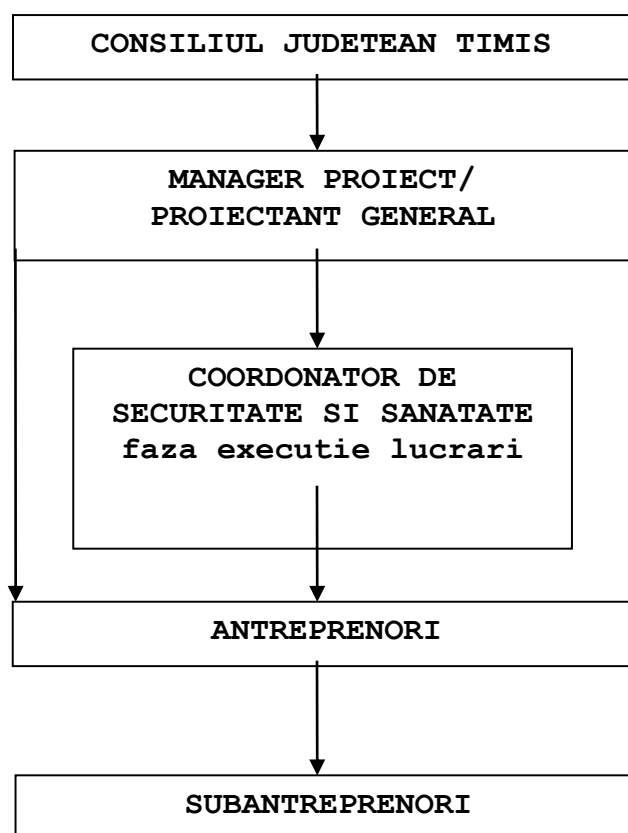 CONSILIUL JUDETEAN TIMIS
MANAGER PROIECT/
PROIECTANT GENERAL
COORDONATOR DE
SECURITATE SI SANATATE
faza executie lucrari
ANTREPRENORI
SUBANTREPRENORI